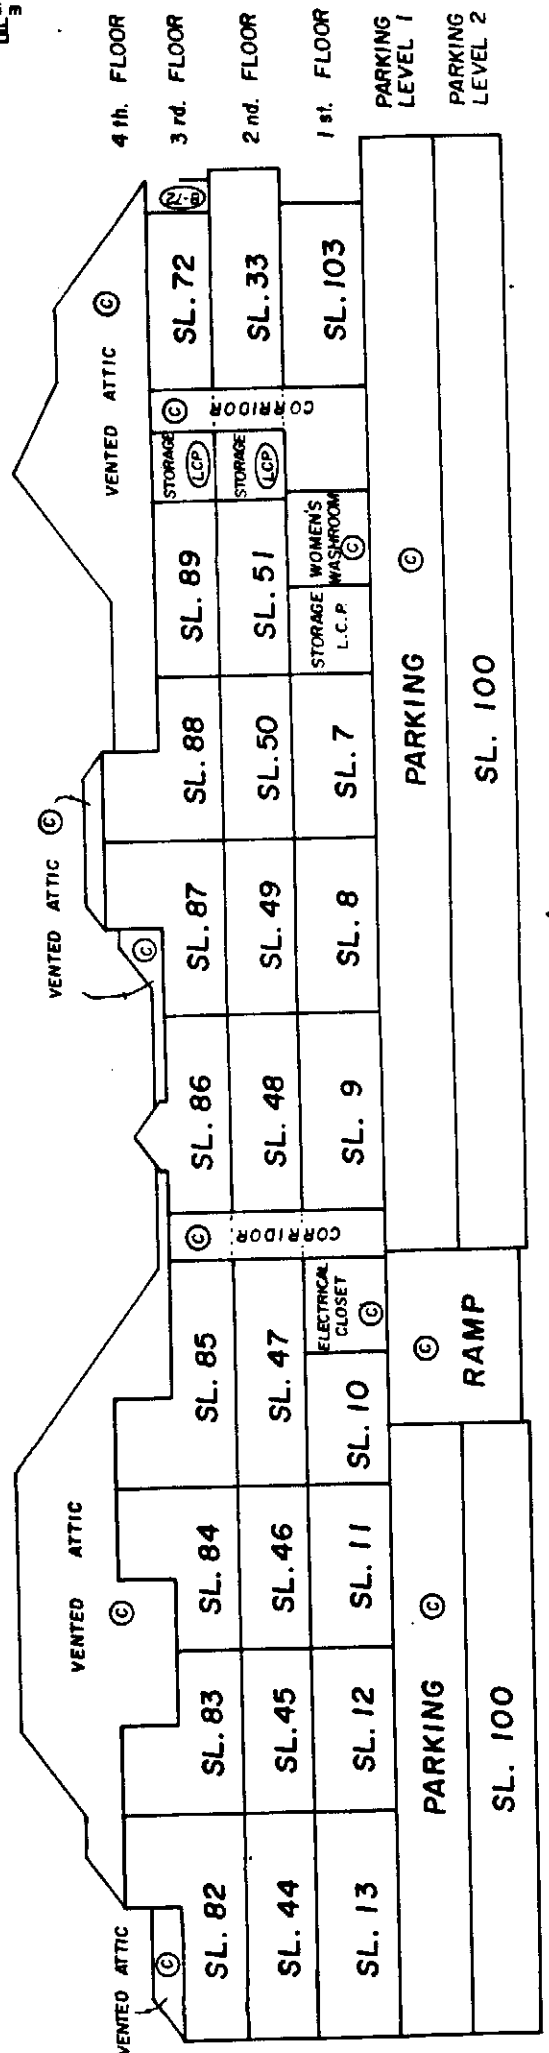 4 th. FLOOR
3 rd. FLOOR
2 nd. FLOOR
1 st. FLOOR
PARKING
LEVEL 1
PARKING
LEVEL 2
VENTED ATTIC
C
VENTED ATTIC
C
C
VENTED ATTIC
C
VENTED ATTIC
C
SL. 82
SL. 83
SL. 84
SL. 85
C
SL. 86
SL. 87
SL. 88
SL. 89
STORAGE
LCP
C
SL. 72
SL. 44
SL. 45
SL. 46
SL. 47
CORRIDOR
SL. 48
SL. 49
SL. 50
SL. 51
STORAGE
LCP
CORRIDOR
SL. 33
SL. 13
SL. 12
SL. 11
SL. 10
ELECTRICAL
CLOSET
C
SL. 9
SL. 8
SL. 7
STORAGE
L.C.P.
WOMEN'S
WASHROOM
C
SL. 103
PARKING
C
C
RAMP
PARKING
C
SL. 100
SL. 100